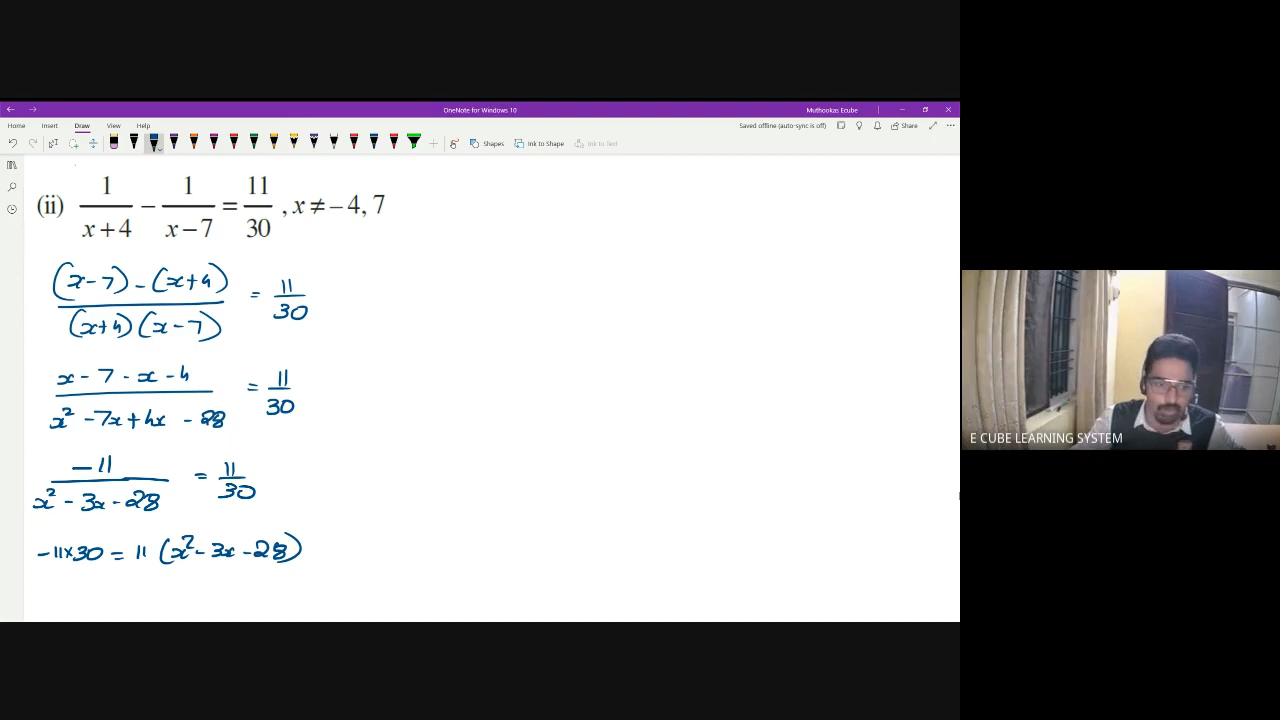 OneNote for Windows 10
Muthookas Ecube
Home Insert Draw View Help
Saved offline (auto-sync is off)
Share
Shapes Ink to Shape Ink to Text
(ii) 1/(x+4) − 1/(x−7) = 11/30 , x ≠ – 4, 7
((x-7) - (x+4))/((x+4)(x-7)) = 11/30
(x - 7 - x - 4)/(x² - 7x + 4x - 28) = 11/30
-11/(x² - 3x - 28) = 11/30
-11×30 = 11 (x² - 3x - 28)
E CUBE LEARNING SYSTEM